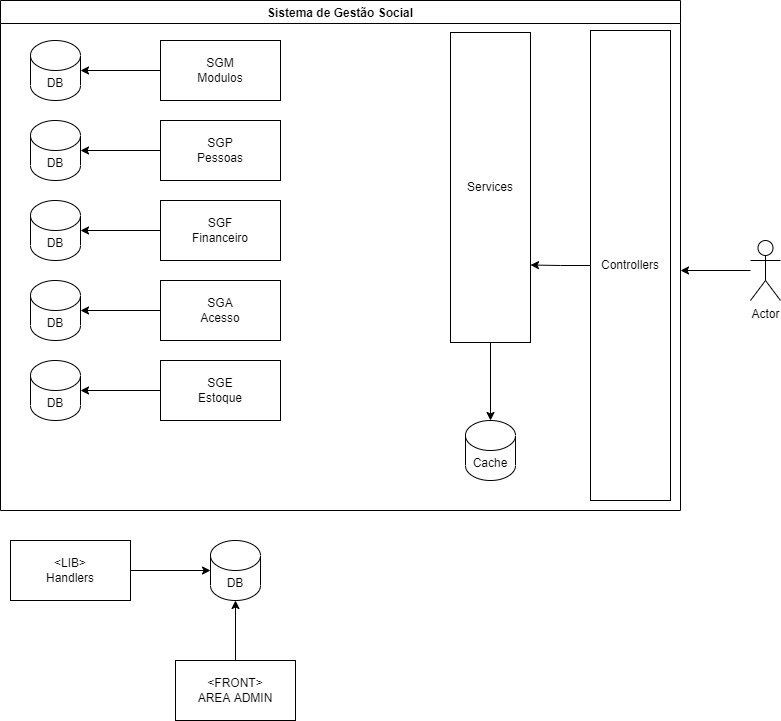 Sistema de Gestão Social
DB
SGM
Modulos
DB
SGP
Pessoas
DB
SGF
Financeiro
DB
SGA
Acesso
DB
SGE
Estoque
Services
Cache
Controllers
Actor
<LIB>
Handlers
DB
<FRONT>
AREA ADMIN